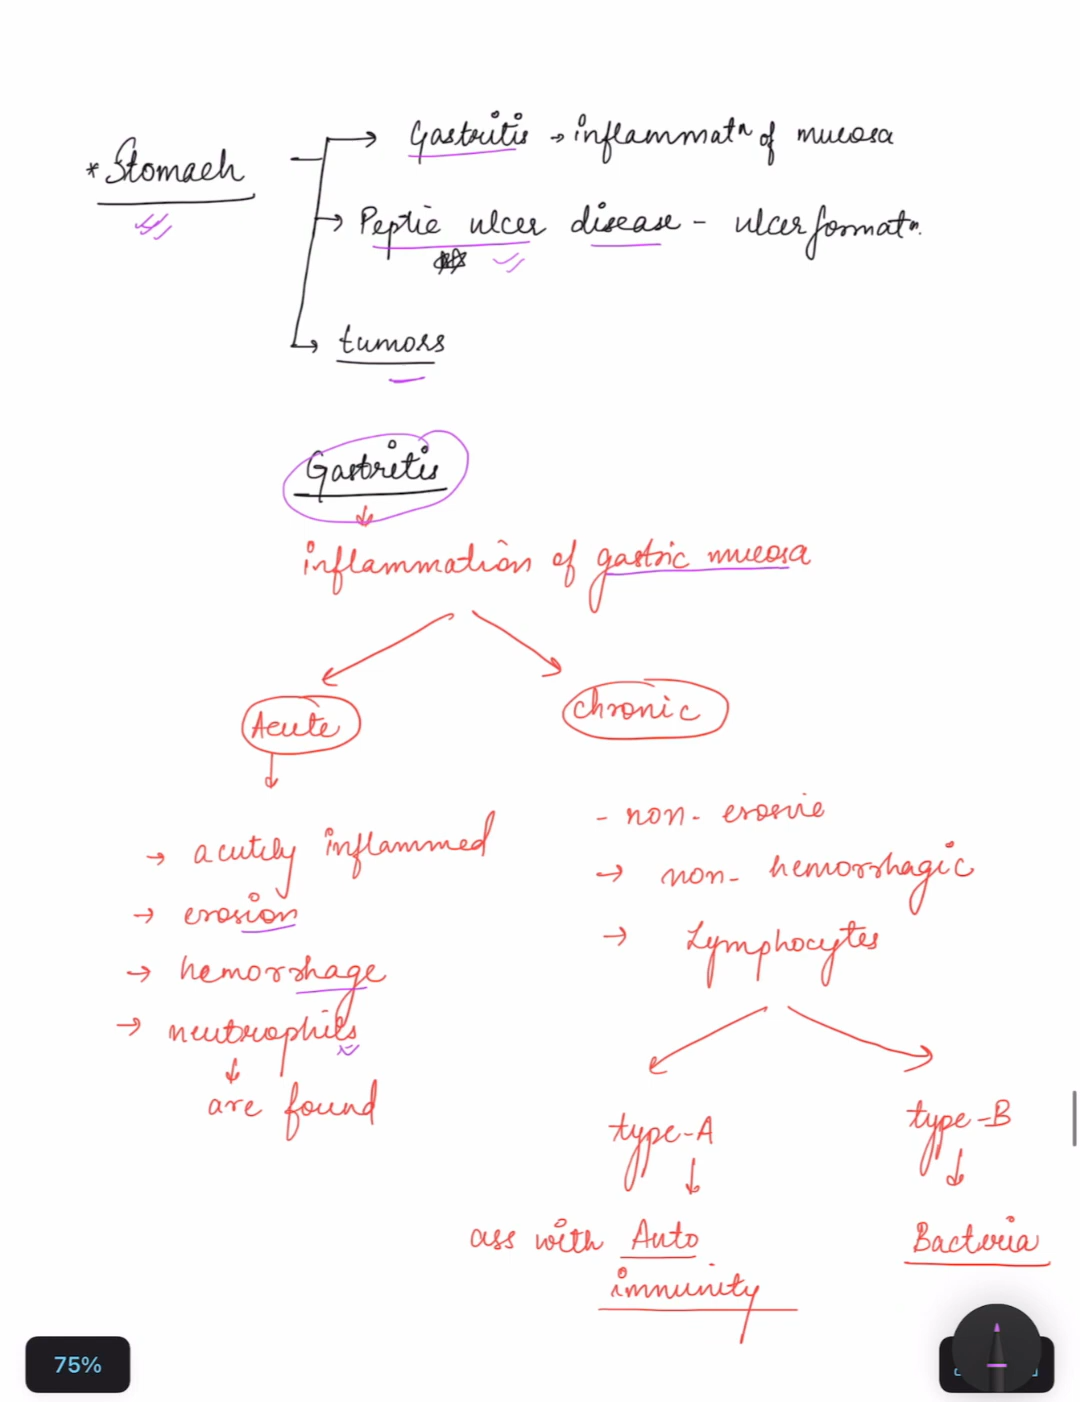 * Stomach
Gastritis → inflammatⁿ of mucosa
→ Peptic ulcer disease - ulcer formatⁿ.
→ tumors
Gastritis
↓
inflammation of gastric mucosa
Acute
chronic
→ acutely inflammed
→ erosion
→ hemorrhage
→ neutrophils
↓
are found
- non-erosive
→ non-hemorrhagic
→ Lymphocytes
type-A
type-B
↓
↓
ass with Auto
immunity
Bacteria
75%